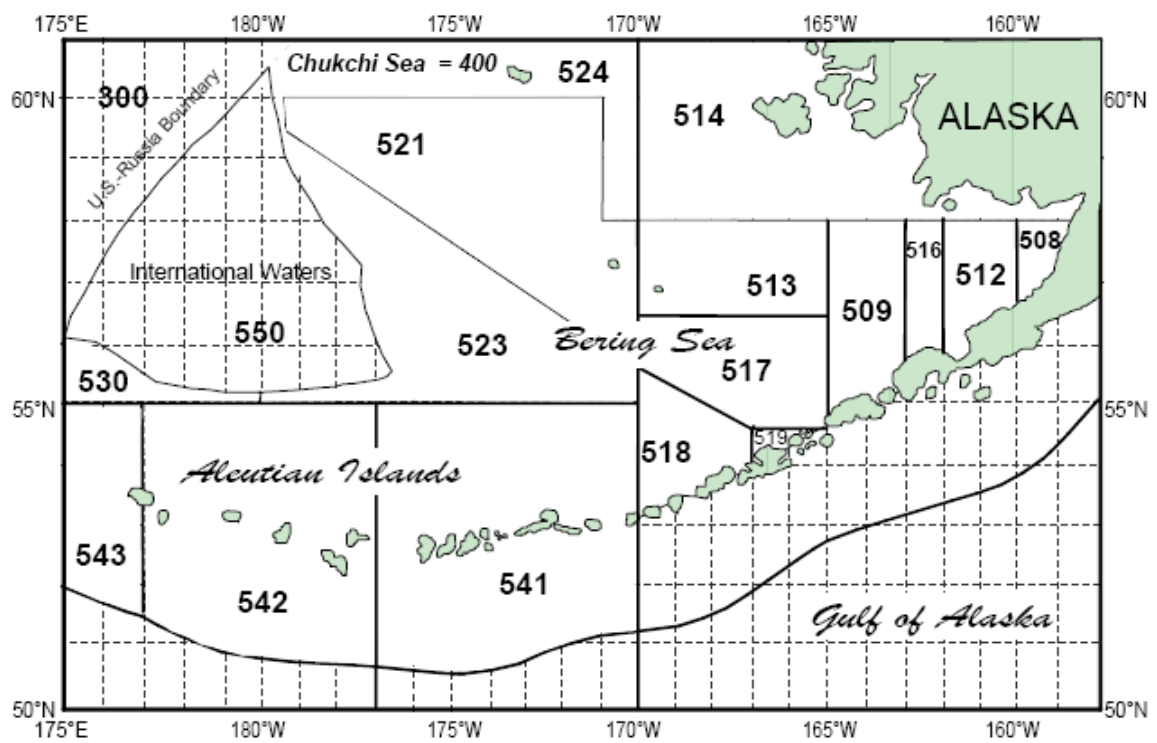 175°E 180°W 175°W 170°W 165°W 160°W
Chukchi Sea = 400
524
60°N
300
60°N
514
ALASKA
U.S.-Russia Boundary
521
508
516
International Waters
512
513
509
550
Bering Sea
523
517
530
55°N
55°N
519
518
Aleutian Islands
543
541
542
Gulf of Alaska
50°N
50°N
175°E 180°W 175°W 170°W 165°W 160°W